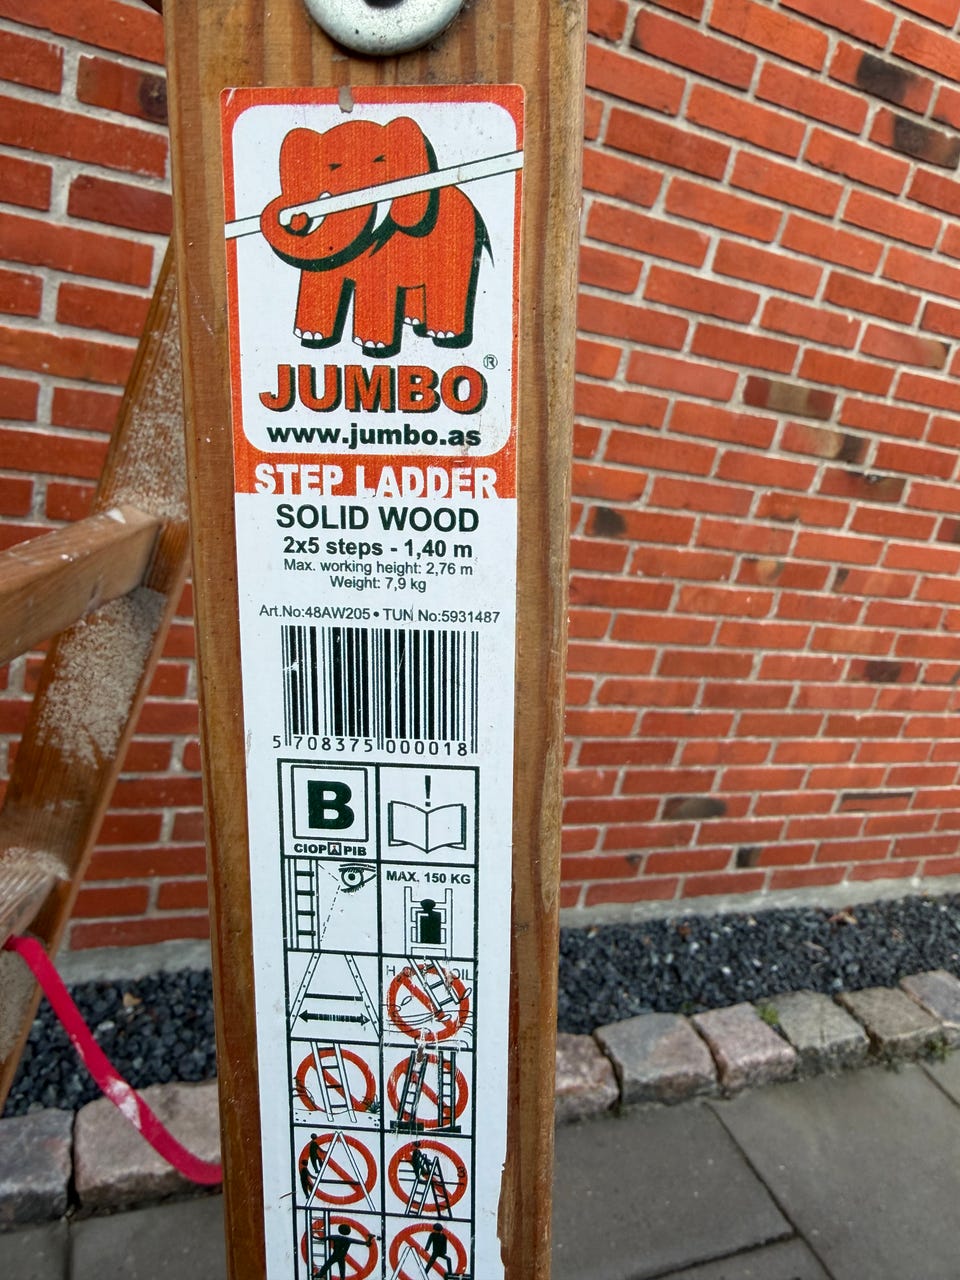 JUMBO®
www.jumbo.as
STEP LADDER
SOLID WOOD
2x5 steps - 1,40 m
Max. working height: 2,76 m
Weight: 7,9 kg
Art.No:48AW205 • TUN No:5931487
5 708375 000018
B
CIOP PIB
!
MAX. 150 KG
OIL